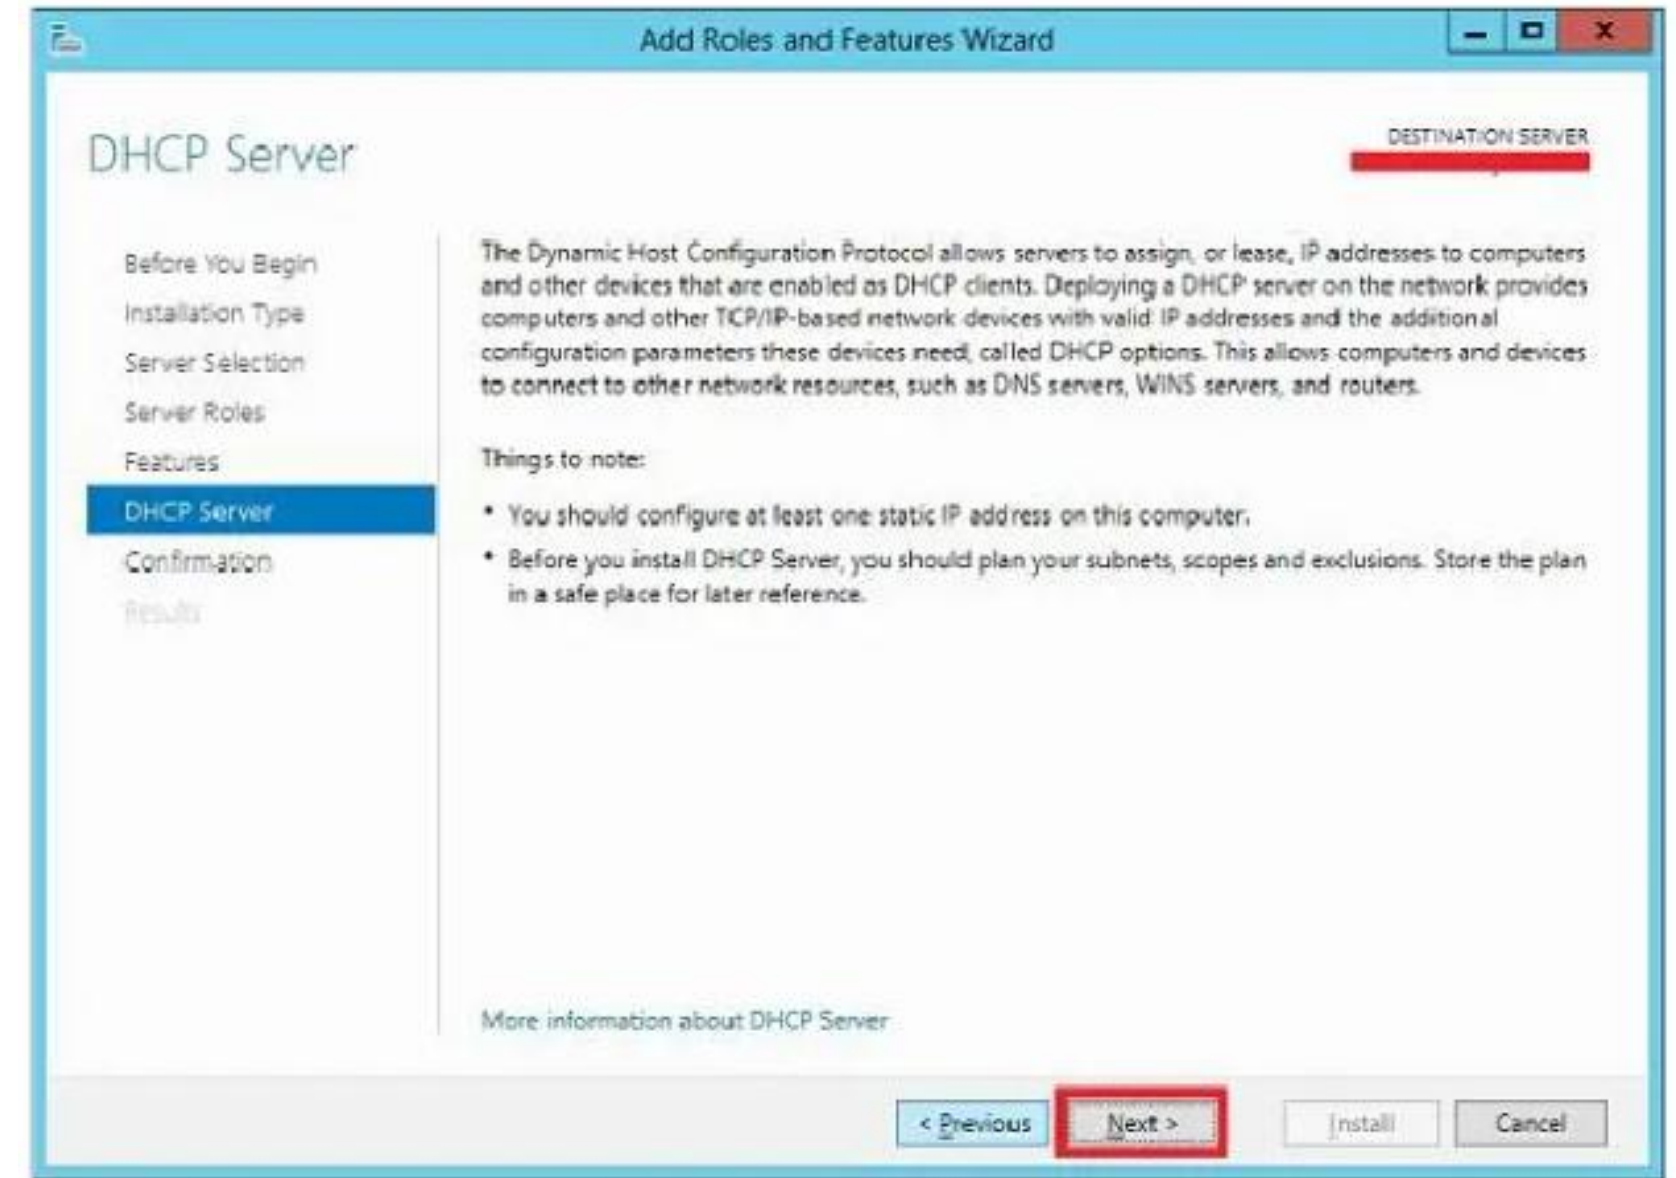 Add Roles and Features Wizard
DHCP Server
DESTINATION SERVER
Before You Begin
Installation Type
Server Selection
Server Roles
Features
DHCP Server
Confirmation
Results
The Dynamic Host Configuration Protocol allows servers to assign, or lease, IP addresses to computers
and other devices that are enabled as DHCP clients. Deploying a DHCP server on the network provides
computers and other TCP/IP-based network devices with valid IP addresses and the additional
configuration parameters these devices need, called DHCP options. This allows computers and devices
to connect to other network resources, such as DNS servers, WINS servers, and routers.
Things to note:
• You should configure at least one static IP address on this computer.
• Before you install DHCP Server, you should plan your subnets, scopes and exclusions. Store the plan
in a safe place for later reference.
More information about DHCP Server
< Previous
Next >
Install
Cancel